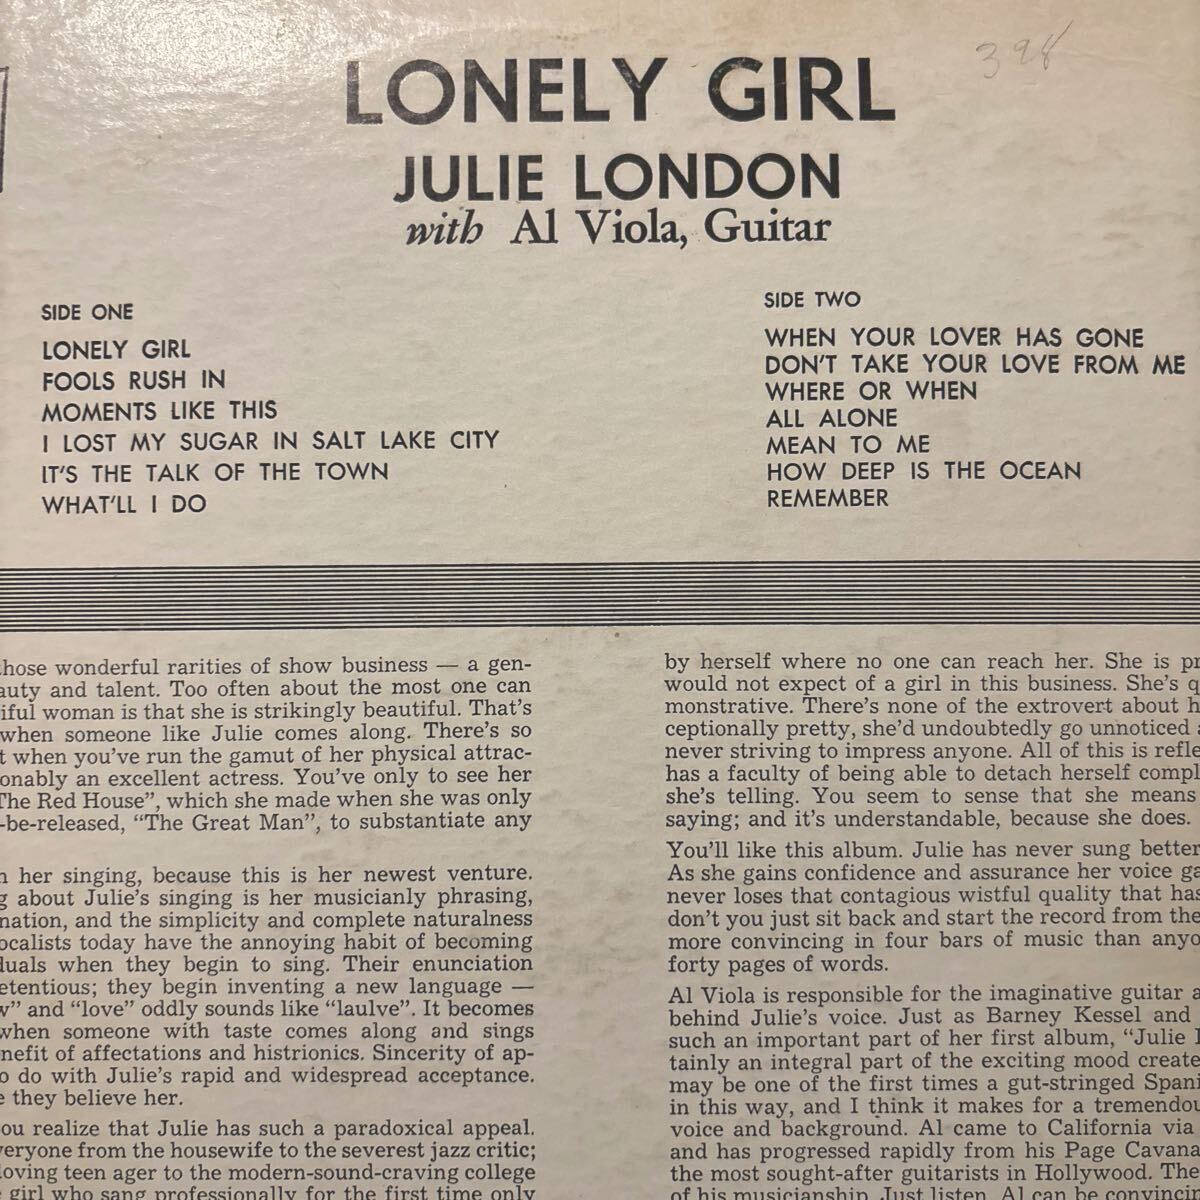 398
LONELY GIRL
JULIE LONDON
with Al Viola, Guitar
SIDE ONE
LONELY GIRL
FOOLS RUSH IN
MOMENTS LIKE THIS
I LOST MY SUGAR IN SALT LAKE CITY
IT'S THE TALK OF THE TOWN
WHAT'LL I DO
SIDE TWO
WHEN YOUR LOVER HAS GONE
DON'T TAKE YOUR LOVE FROM ME
WHERE OR WHEN
ALL ALONE
MEAN TO ME
HOW DEEP IS THE OCEAN
REMEMBER
those wonderful rarities of show business — a gen-
auty and talent. Too often about the most one can
iful woman is that she is strikingly beautiful. That's
when someone like Julie comes along. There's so
t when you've run the gamut of her physical attrac-
onably an excellent actress. You've only to see her
The Red House", which she made when she was only
-be-released, "The Great Man", to substantiate any
n her singing, because this is her newest venture.
g about Julie's singing is her musicianly phrasing,
nation, and the simplicity and complete naturalness
ocalists today have the annoying habit of becoming
duals when they begin to sing. Their enunciation
etentious; they begin inventing a new language —
w" and "love" oddly sounds like "laulve". It becomes
when someone with taste comes along and sings
nefit of affectations and histrionics. Sincerity of ap-
o do with Julie's rapid and widespread acceptance.
e they believe her.
ou realize that Julie has such a paradoxical appeal.
veryone from the housewife to the severest jazz critic;
loving teen ager to the modern-sound-craving college
girl who sang professionally for the first time only
by herself where no one can reach her. She is pr
would not expect of a girl in this business. She's q
monstrative. There's none of the extrovert about h
ceptionally pretty, she'd undoubtedly go unnoticed a
never striving to impress anyone. All of this is refle
has a faculty of being able to detach herself compl
she's telling. You seem to sense that she means
saying; and it's understandable, because she does.
You'll like this album. Julie has never sung better
As she gains confidence and assurance her voice ga
never loses that contagious wistful quality that has
don't you just sit back and start the record from the
more convincing in four bars of music than anyo
forty pages of words.
Al Viola is responsible for the imaginative guitar a
behind Julie's voice. Just as Barney Kessel and
such an important part of her first album, "Julie I
tainly an integral part of the exciting mood create
may be one of the first times a gut-stringed Spani
in this way, and I think it makes for a tremendou
voice and background. Al came to California via
and has progressed rapidly from his Page Cavana
the most sought-after guitarists in Hollywood. The
of his musicianship. Just listen. Al can be convincin